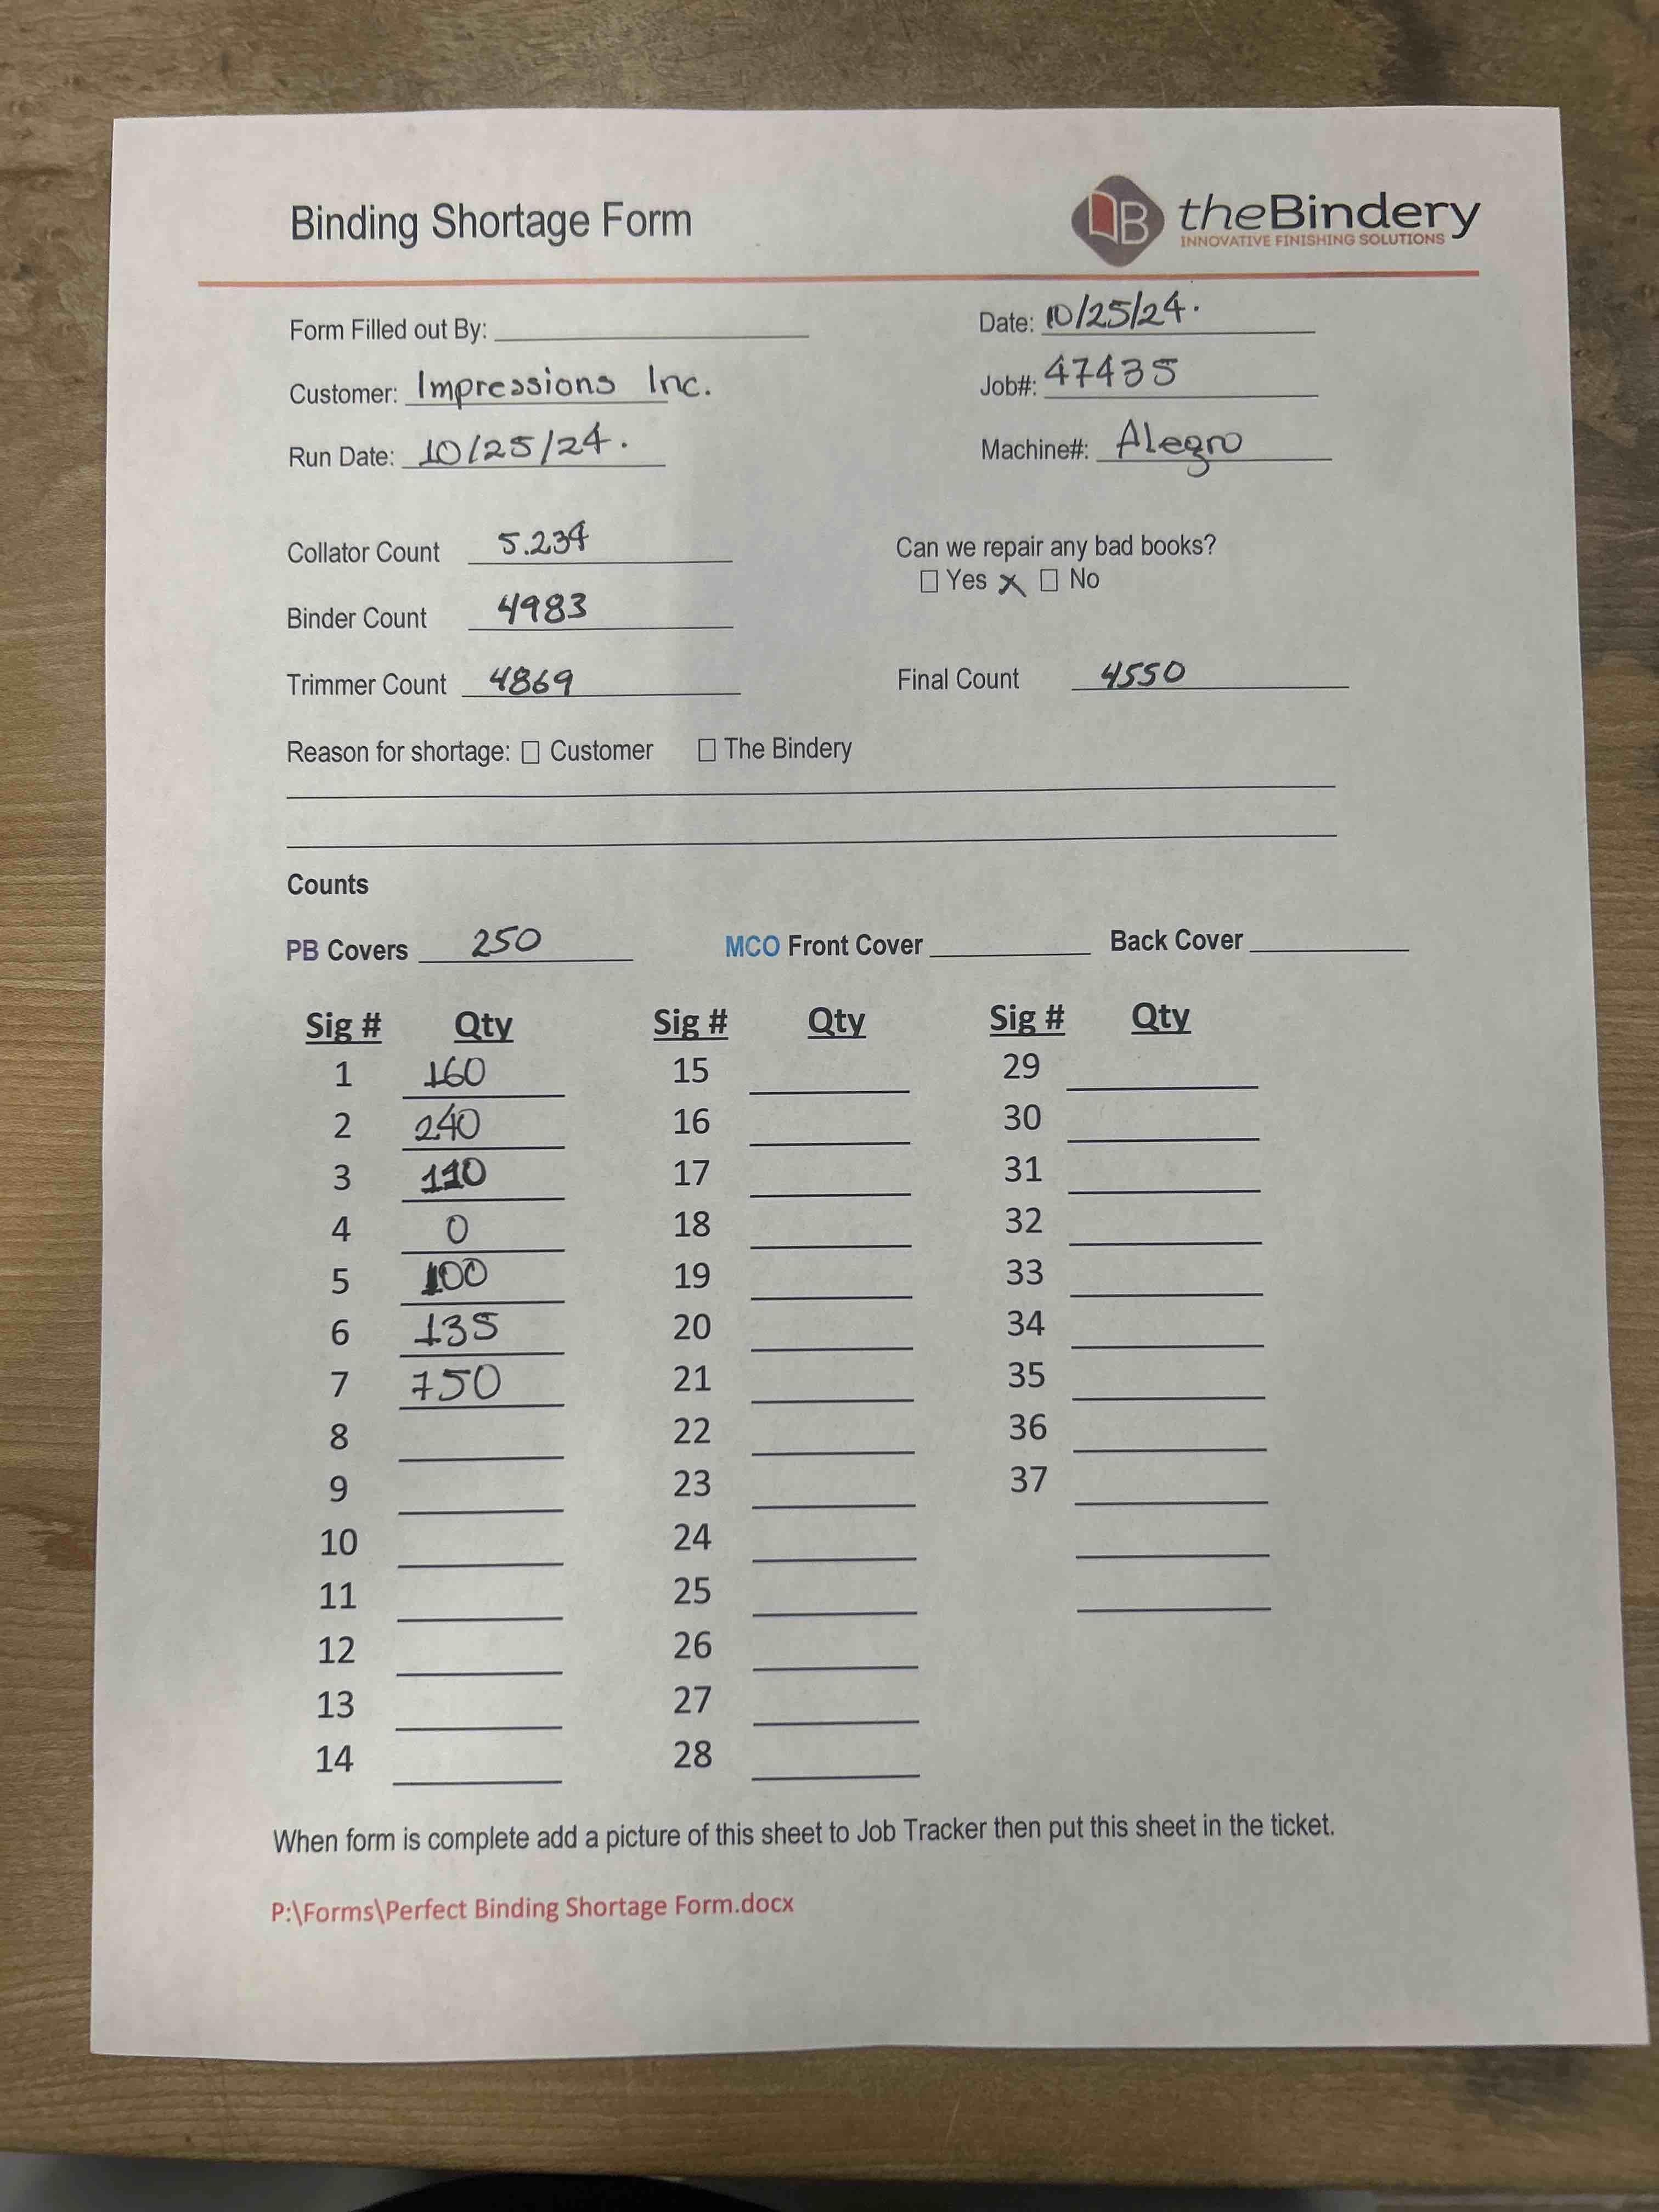 Binding Shortage Form
B theBindery
INNOVATIVE FINISHING SOLUTIONS
Form Filled out By: Date: 10/25/24.
Customer: Impressions Inc. Job#: 47435
Run Date: 10/25/24. Machine#: Alegro
Collator Count 5.234 Can we repair any bad books?
☐ Yes X ☐ No
Binder Count 4983
Trimmer Count 4869 Final Count 4550
Reason for shortage: ☐ Customer ☐ The Bindery
Counts
PB Covers 250 MCO Front Cover Back Cover
Sig # Qty Sig # Qty Sig # Qty
1 160 15 29
2 240 16 30
3 110 17 31
4 0 18 32
5 100 19 33
6 135 20 34
7 750 21 35
8 22 36
9 23 37
10 24
11 25
12 26
13 27
14 28
When form is complete add a picture of this sheet to Job Tracker then put this sheet in the ticket.
P:\Forms\Perfect Binding Shortage Form.docx